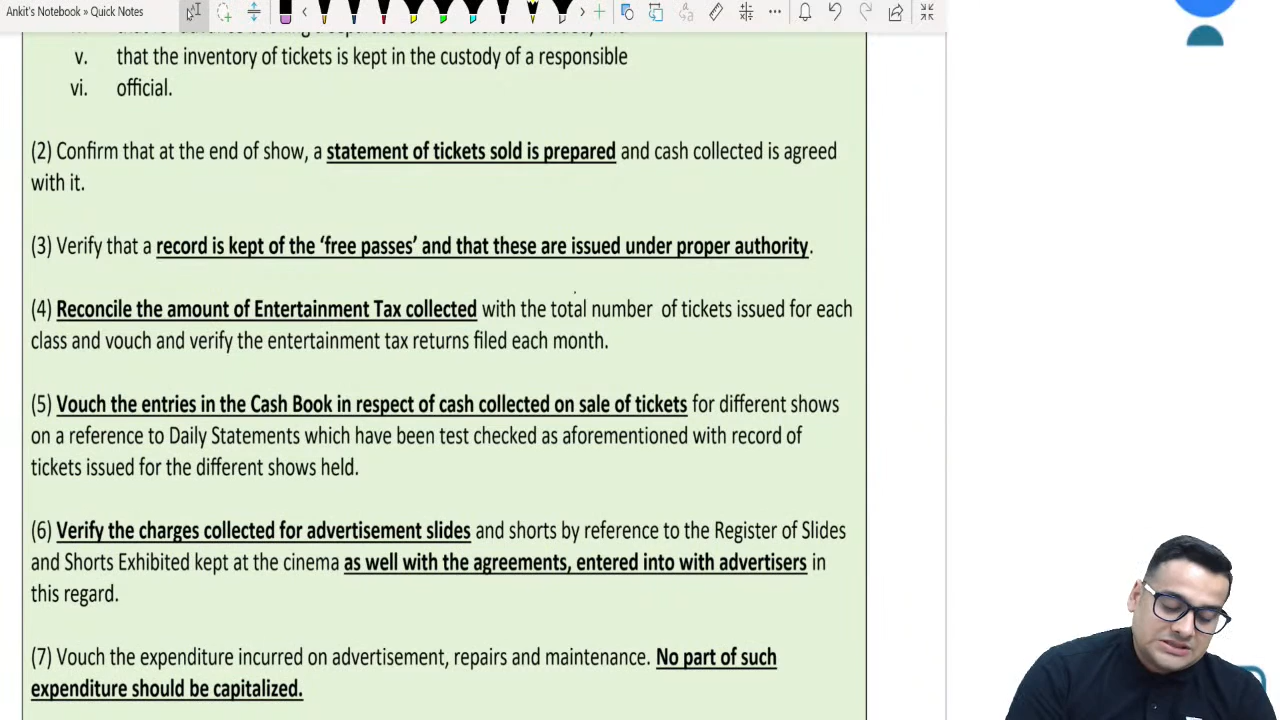 Ankit's Notebook » Quick Notes
v. that the inventory of tickets is kept in the custody of a responsible
vi. official.
(2) Confirm that at the end of show, a statement of tickets sold is prepared and cash collected is agreed
with it.
(3) Verify that a record is kept of the ‘free passes’ and that these are issued under proper authority.
(4) Reconcile the amount of Entertainment Tax collected with the total number of tickets issued for each
class and vouch and verify the entertainment tax returns filed each month.
(5) Vouch the entries in the Cash Book in respect of cash collected on sale of tickets for different shows
on a reference to Daily Statements which have been test checked as aforementioned with record of
tickets issued for the different shows held.
(6) Verify the charges collected for advertisement slides and shorts by reference to the Register of Slides
and Shorts Exhibited kept at the cinema as well with the agreements, entered into with advertisers in
this regard.
(7) Vouch the expenditure incurred on advertisement, repairs and maintenance. No part of such
expenditure should be capitalized.